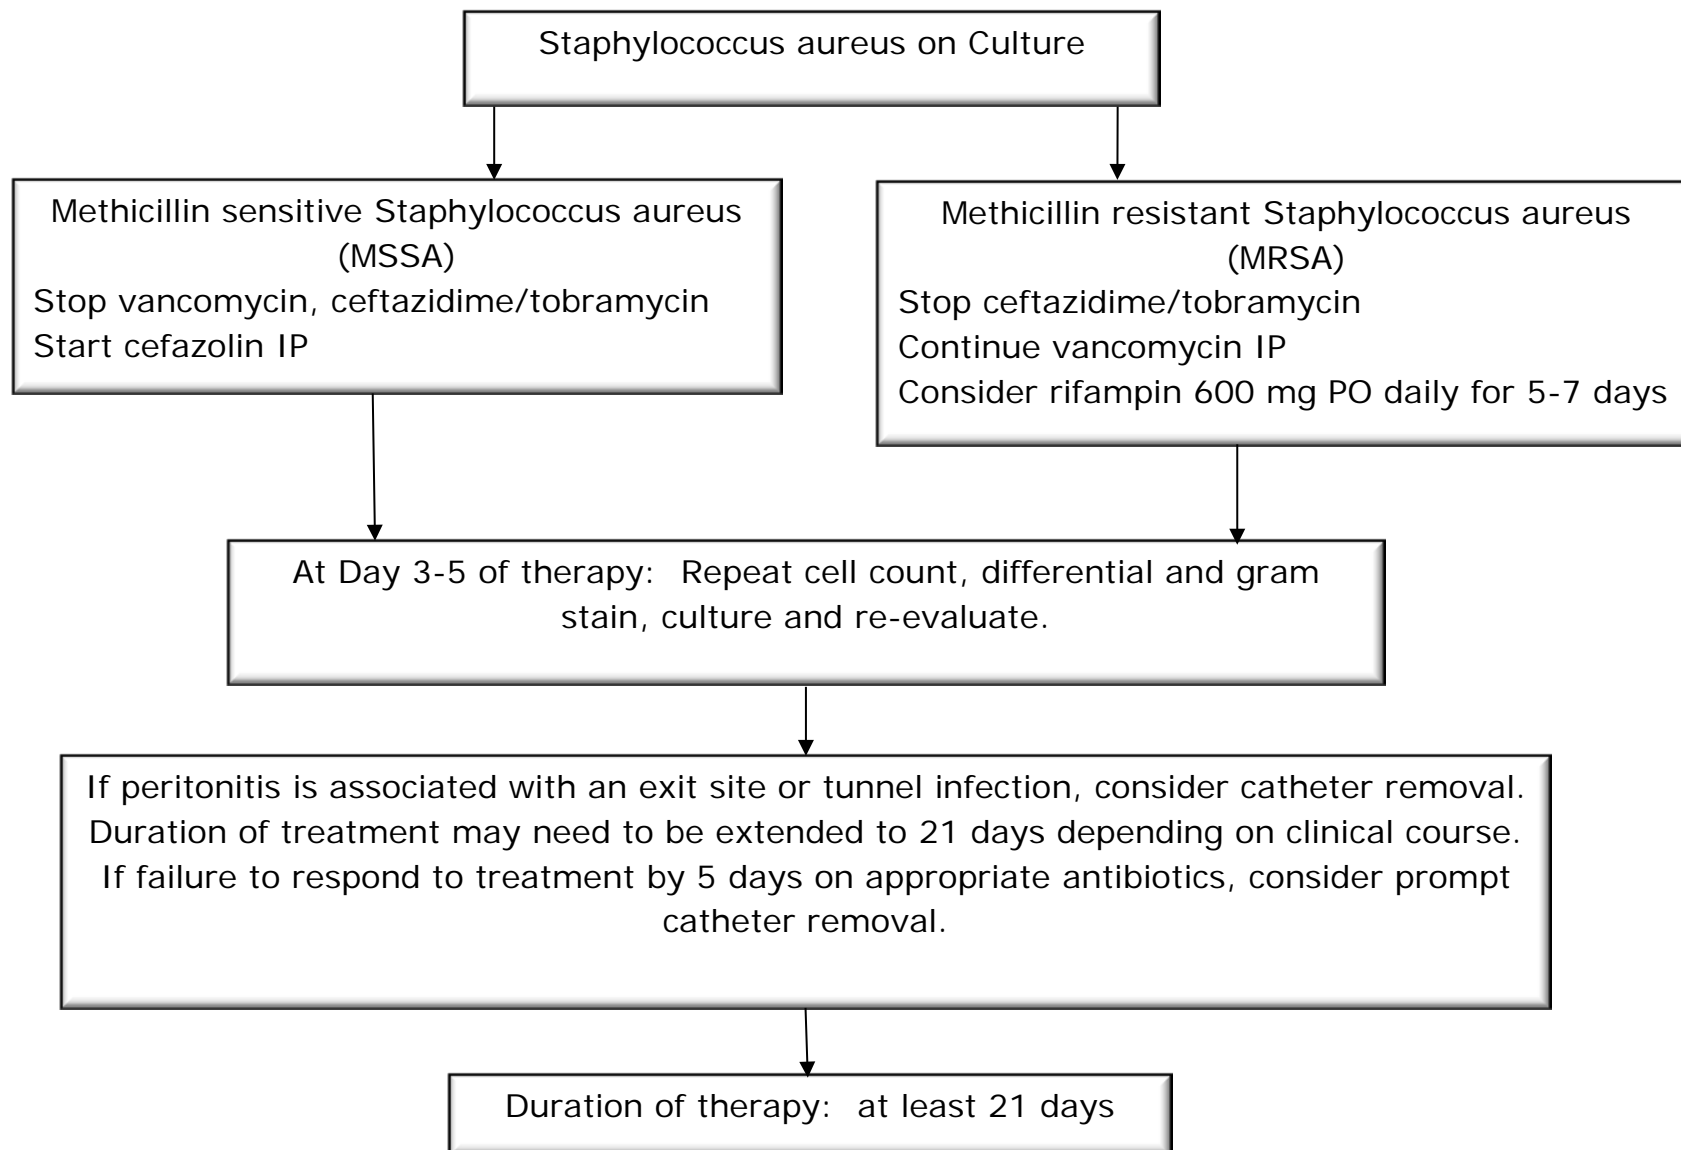 Staphylococcus aureus on Culture
Methicillin sensitive Staphylococcus aureus
(MSSA)
Stop vancomycin, ceftazidime/tobramycin
Start cefazolin IP
Methicillin resistant Staphylococcus aureus
(MRSA)
Stop ceftazidime/tobramycin
Continue vancomycin IP
Consider rifampin 600 mg PO daily for 5-7 days
At Day 3-5 of therapy:  Repeat cell count, differential and gram
stain, culture and re-evaluate.
If peritonitis is associated with an exit site or tunnel infection, consider catheter removal.
Duration of treatment may need to be extended to 21 days depending on clinical course.
If failure to respond to treatment by 5 days on appropriate antibiotics, consider prompt
catheter removal.
Duration of therapy:  at least 21 days